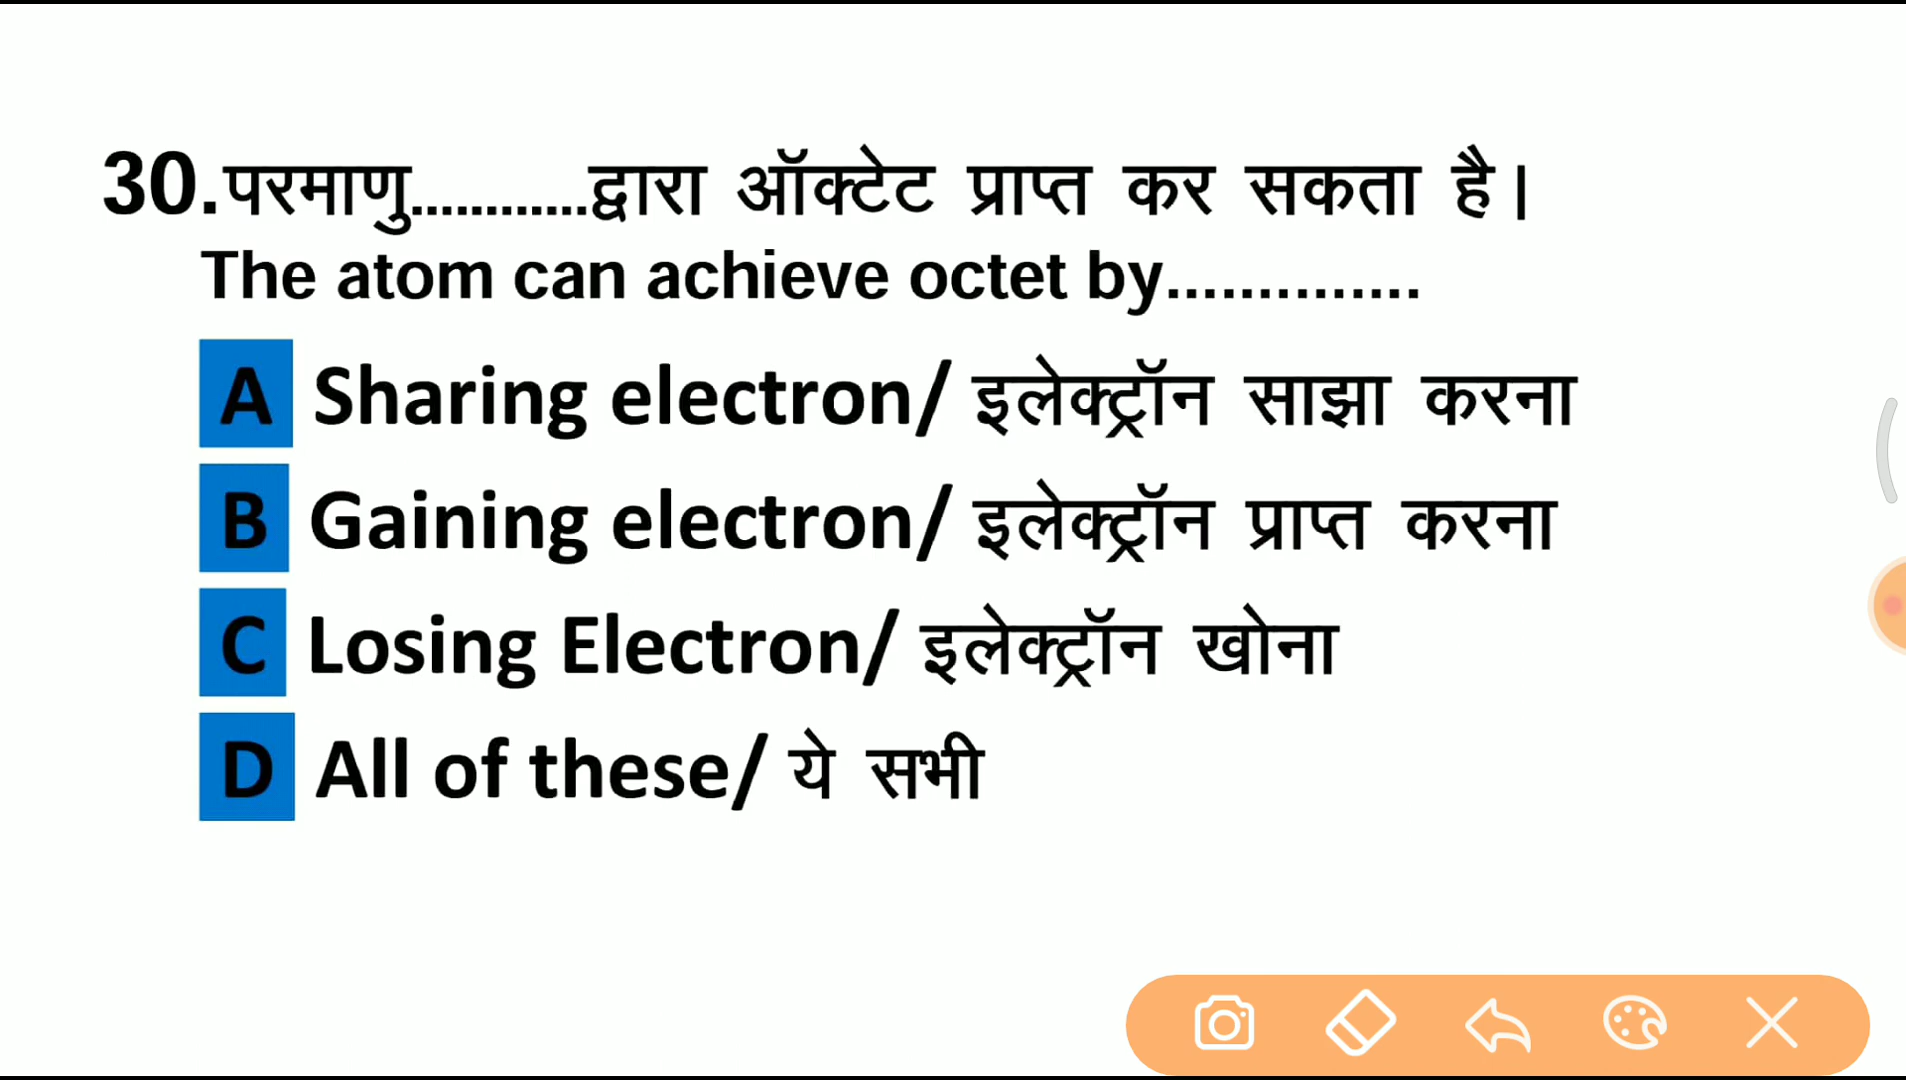 30.परमाणु............द्वारा ऑक्टेट प्राप्त कर सकता है।
The atom can achieve octet by..............
A Sharing electron/ इलेक्ट्रॉन साझा करना
B Gaining electron/ इलेक्ट्रॉन प्राप्त करना
C Losing Electron/ इलेक्ट्रॉन खोना
D All of these/ ये सभी